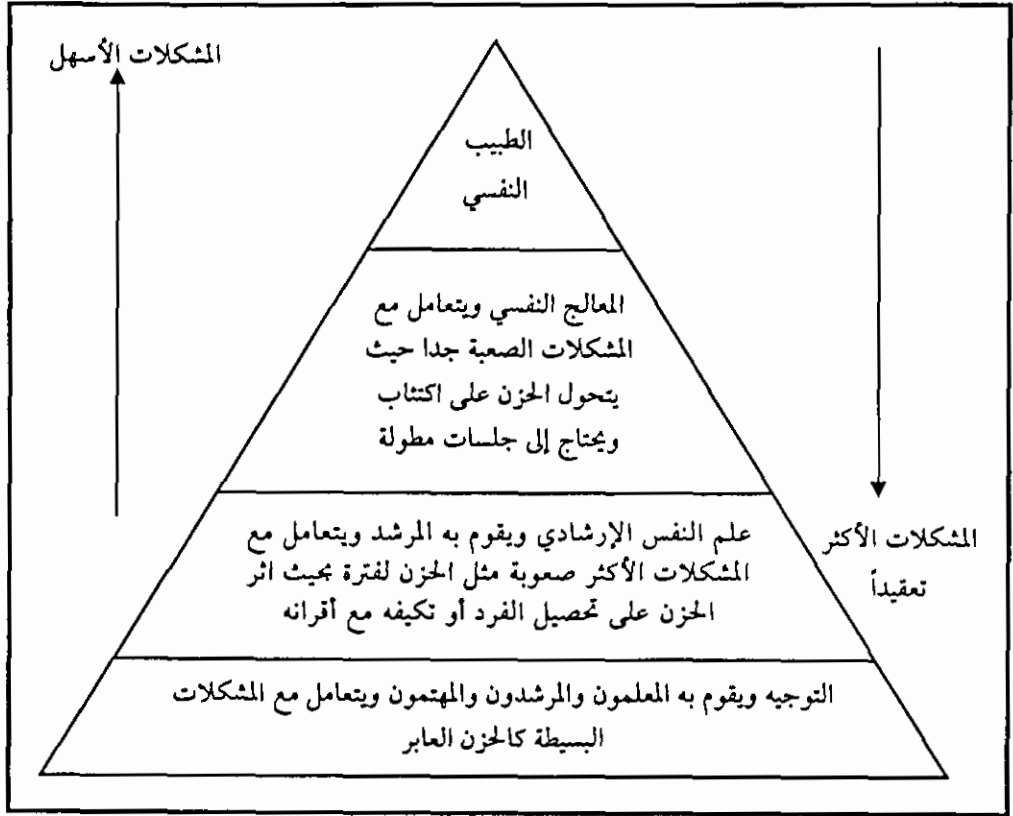 المشكلات الأسهل
الطبيب
النفسي
المعالج النفسي ويتعامل مع
المشكلات الصعبة جدا حيث
يتحول الحزن على اكتئاب
ويحتاج إلى جلسات مطولة
علم النفس الإرشادي ويقوم به المرشد ويتعامل مع
المشكلات الأكثر صعوبة مثل الحزن لفترة بحيث اثر
الحزن على تحصيل الفرد أو تكيفه مع أقرانه
المشكلات الأكثر
تعقيداً
التوجيه ويقوم به المعلمون والمرشدون والمهتمون ويتعامل مع المشكلات
البسيطة كالحزن العابر